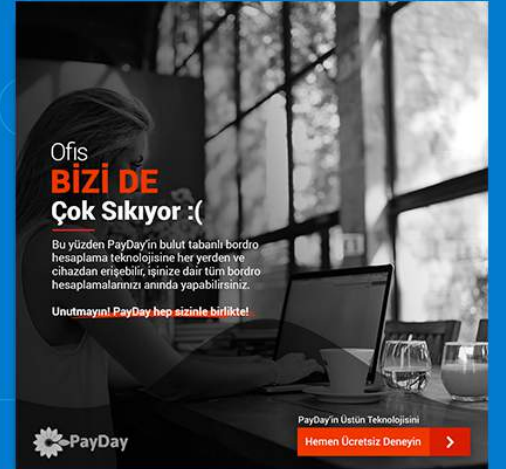 Ofis
BİZİ DE
Çok Sıkıyor :(
Bu yüzden PayDay'in bulut tabanlı bordro
hesaplama teknolojisine her yerden ve
cihazdan erişebilir, işinize dair tüm bordro
hesaplamalarınızı anında yapabilirsiniz.
Unutmayın! PayDay hep sizinle birlikte!
PayDay'in Üstün Teknolojisini
Hemen Ücretsiz Deneyin
PayDay